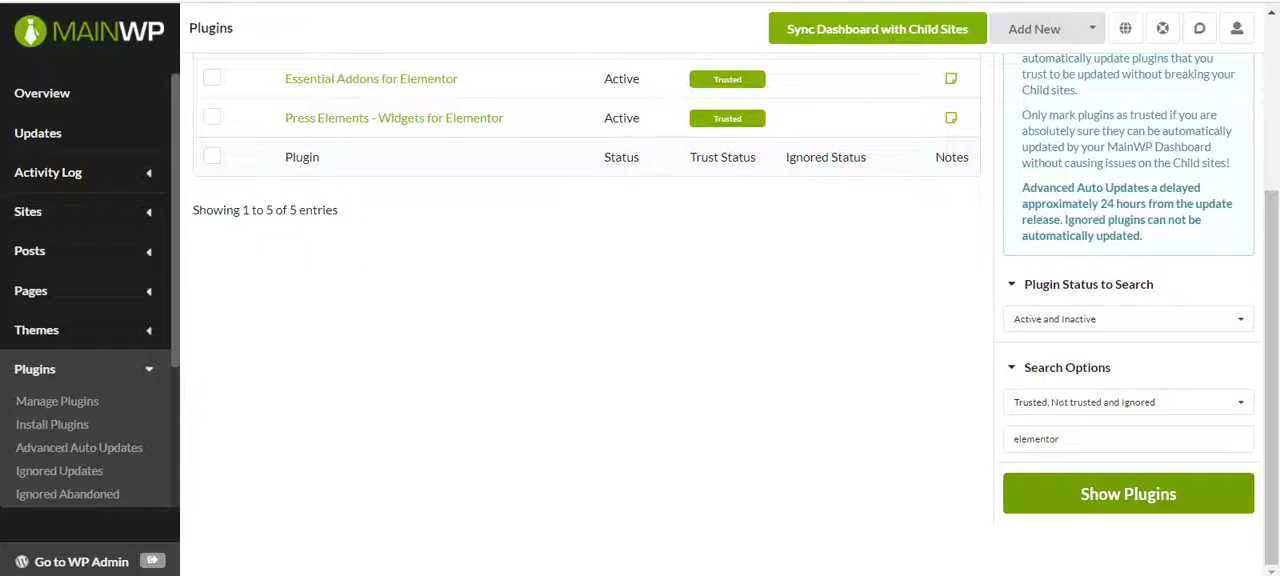 MAINWP
Plugins
Sync Dashboard with Child Sites
Add New
Overview
Updates
Activity Log
Sites
Posts
Pages
Themes
Plugins
Manage Plugins
Install Plugins
Advanced Auto Updates
Ignored Updates
Ignored Abandoned
Go to WP Admin
Essential Addons for Elementor Active Trusted
Press Elements - Widgets for Elementor Active Trusted
Plugin Status Trust Status Ignored Status Notes
Showing 1 to 5 of 5 entries
automatically update plugins that you
trust to be updated without breaking your
Child sites.
Only mark plugins as trusted if you are
absolutely sure they can be automatically
updated by your MainWP Dashboard
without causing issues on the Child sites!
Advanced Auto Updates a delayed
approximately 24 hours from the update
release. Ignored plugins can not be
automatically updated.
Plugin Status to Search
Active and Inactive
Search Options
Trusted, Not trusted and Ignored
elementor
Show Plugins